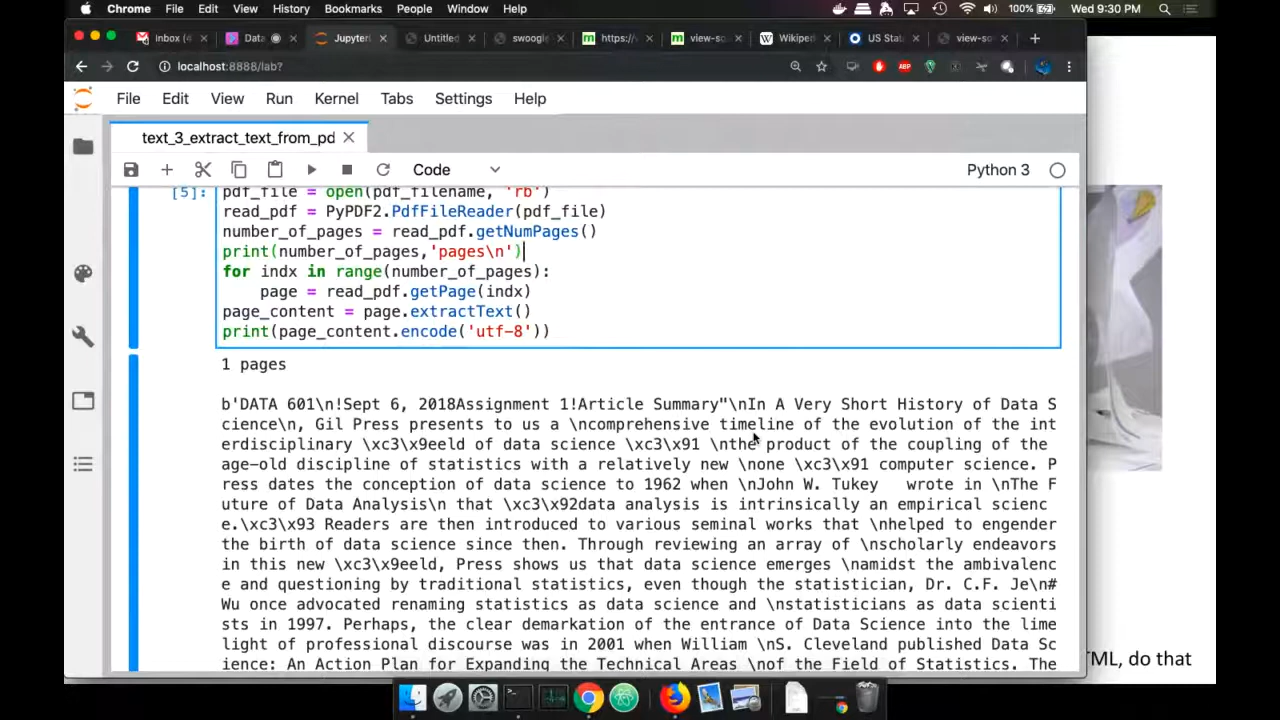 Chrome File Edit View History Bookmarks People Window Help 100% Wed 9:30 PM
Inbox (4 Data Jupyter Untitled swoogle https:// view-so Wikiped US Stat view-so
localhost:8888/lab?
File Edit View Run Kernel Tabs Settings Help
text_3_extract_text_from_pd
Code Python 3
[5]: pdf_file = open(pdf_filename, 'rb')
read_pdf = PyPDF2.PdfFileReader(pdf_file)
number_of_pages = read_pdf.getNumPages()
print(number_of_pages,'pages\n')
for indx in range(number_of_pages):
    page = read_pdf.getPage(indx)
page_content = page.extractText()
print(page_content.encode('utf-8'))
1 pages
b'DATA 601\n!Sept 6, 2018Assignment 1!Article Summary"\nIn A Very Short History of Data S
cience\n, Gil Press presents to us a \ncomprehensive timeline of the evolution of the int
erdisciplinary \xc3\x9eeld of data science \xc3\x91 \nthe product of the coupling of the
age-old discipline of statistics with a relatively new \none \xc3\x91 computer science. P
ress dates the conception of data science to 1962 when \nJohn W. Tukey   wrote in \nThe F
uture of Data Analysis\n that \xc3\x92data analysis is intrinsically an empirical scienc
e.\xc3\x93 Readers are then introduced to various seminal works that \nhelped to engender
the birth of data science since then. Through reviewing an array of \nscholarly endeavors
in this new \xc3\x9eeld, Press shows us that data science emerges \namidst the ambivalenc
e and questioning by traditional statistics, even though the statistician, Dr. C.F. Je\n#
Wu once advocated renaming statistics as data science and \nstatisticians as data scienti
sts in 1997. Perhaps, the clear demarkation of the entrance of Data Science into the lime
light of professional discourse was in 2001 when William \nS. Cleveland published Data Sc
ience: An Action Plan for Expanding the Technical Areas \nof the Field of Statistics. The
TML, do that